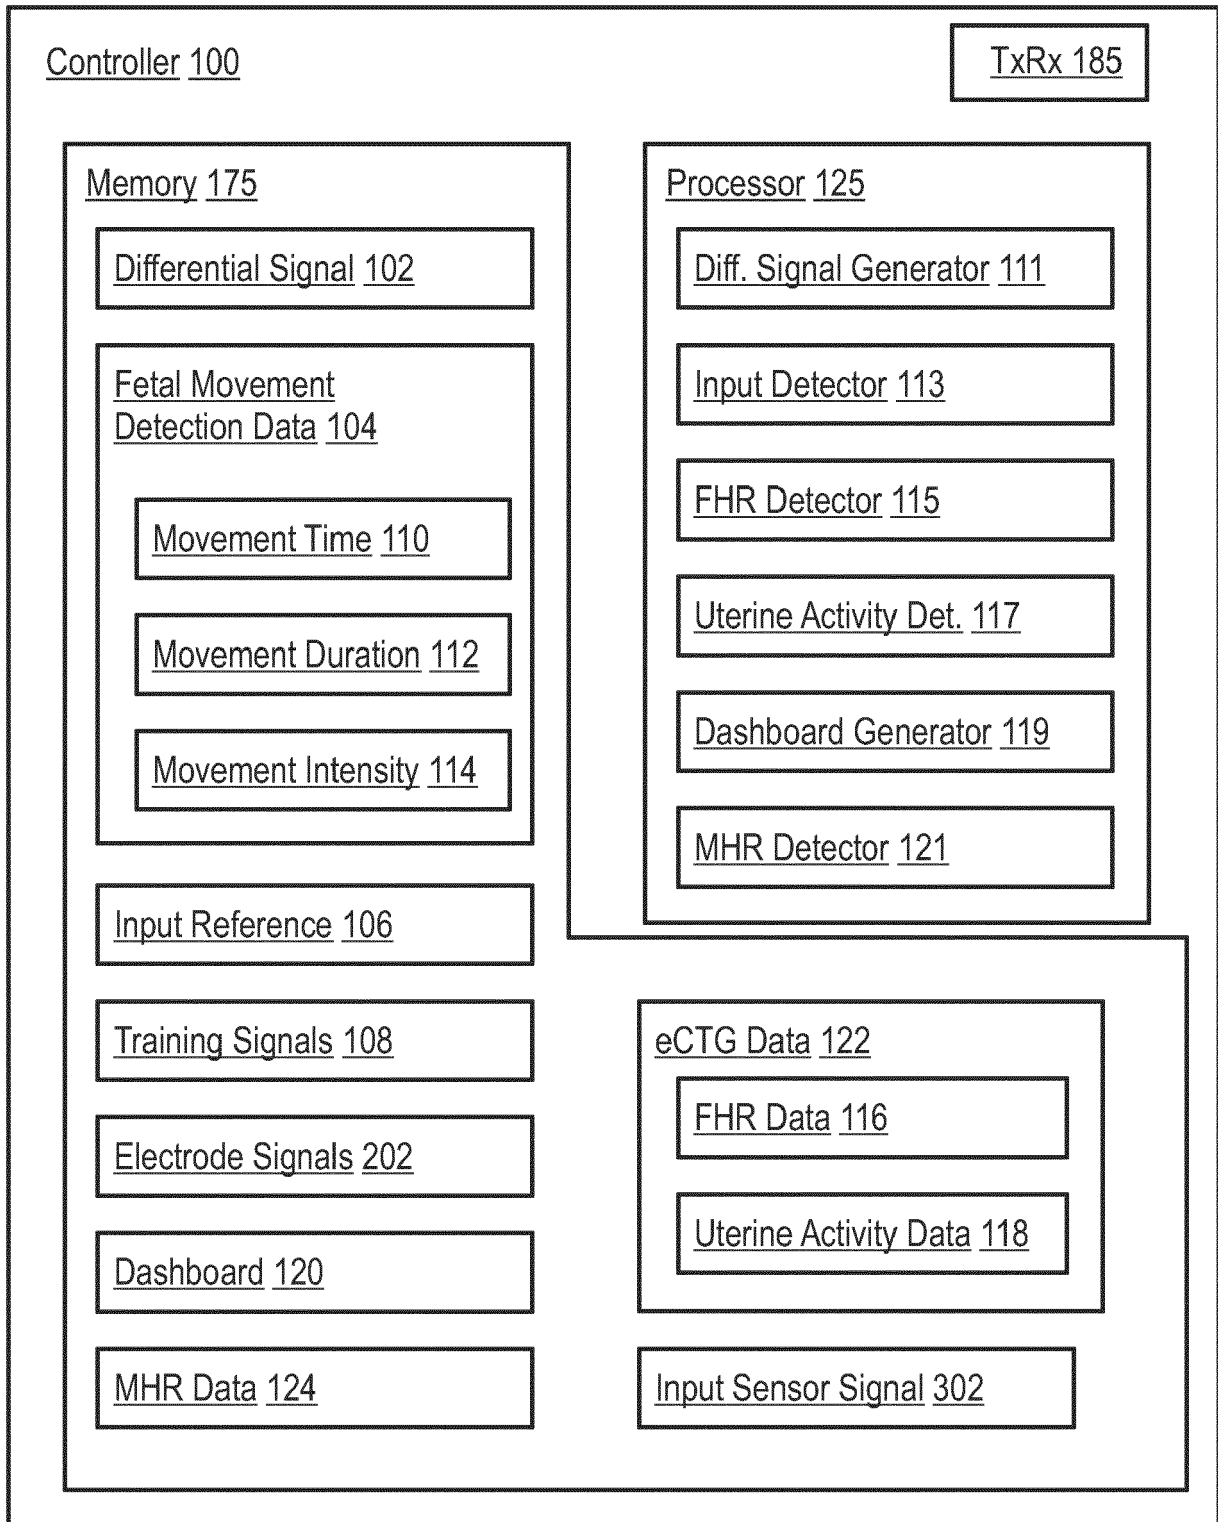 Controller 100
TxRx 185
Memory 175
Differential Signal 102
Fetal Movement
Detection Data 104
Movement Time 110
Movement Duration 112
Movement Intensity 114
Input Reference 106
Training Signals 108
Electrode Signals 202
Dashboard 120
MHR Data 124
Processor 125
Diff. Signal Generator 111
Input Detector 113
FHR Detector 115
Uterine Activity Det. 117
Dashboard Generator 119
MHR Detector 121
eCTG Data 122
FHR Data 116
Uterine Activity Data 118
Input Sensor Signal 302